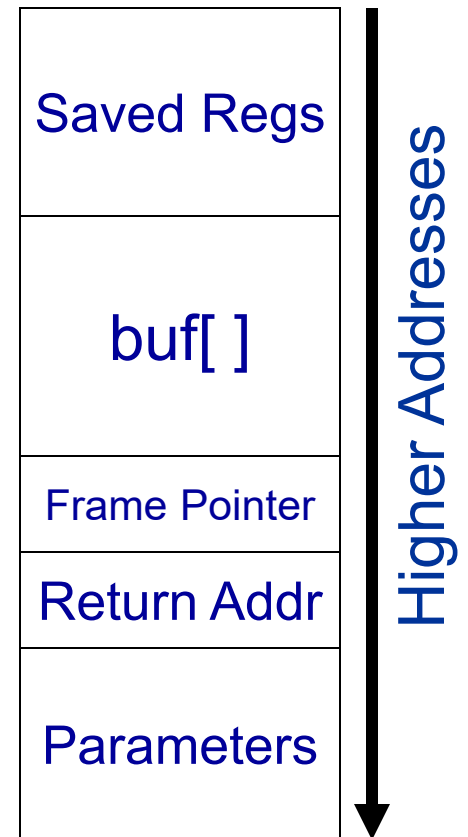 Saved Regs
buf[ ]
Frame Pointer
Return Addr
Parameters
Higher Addresses